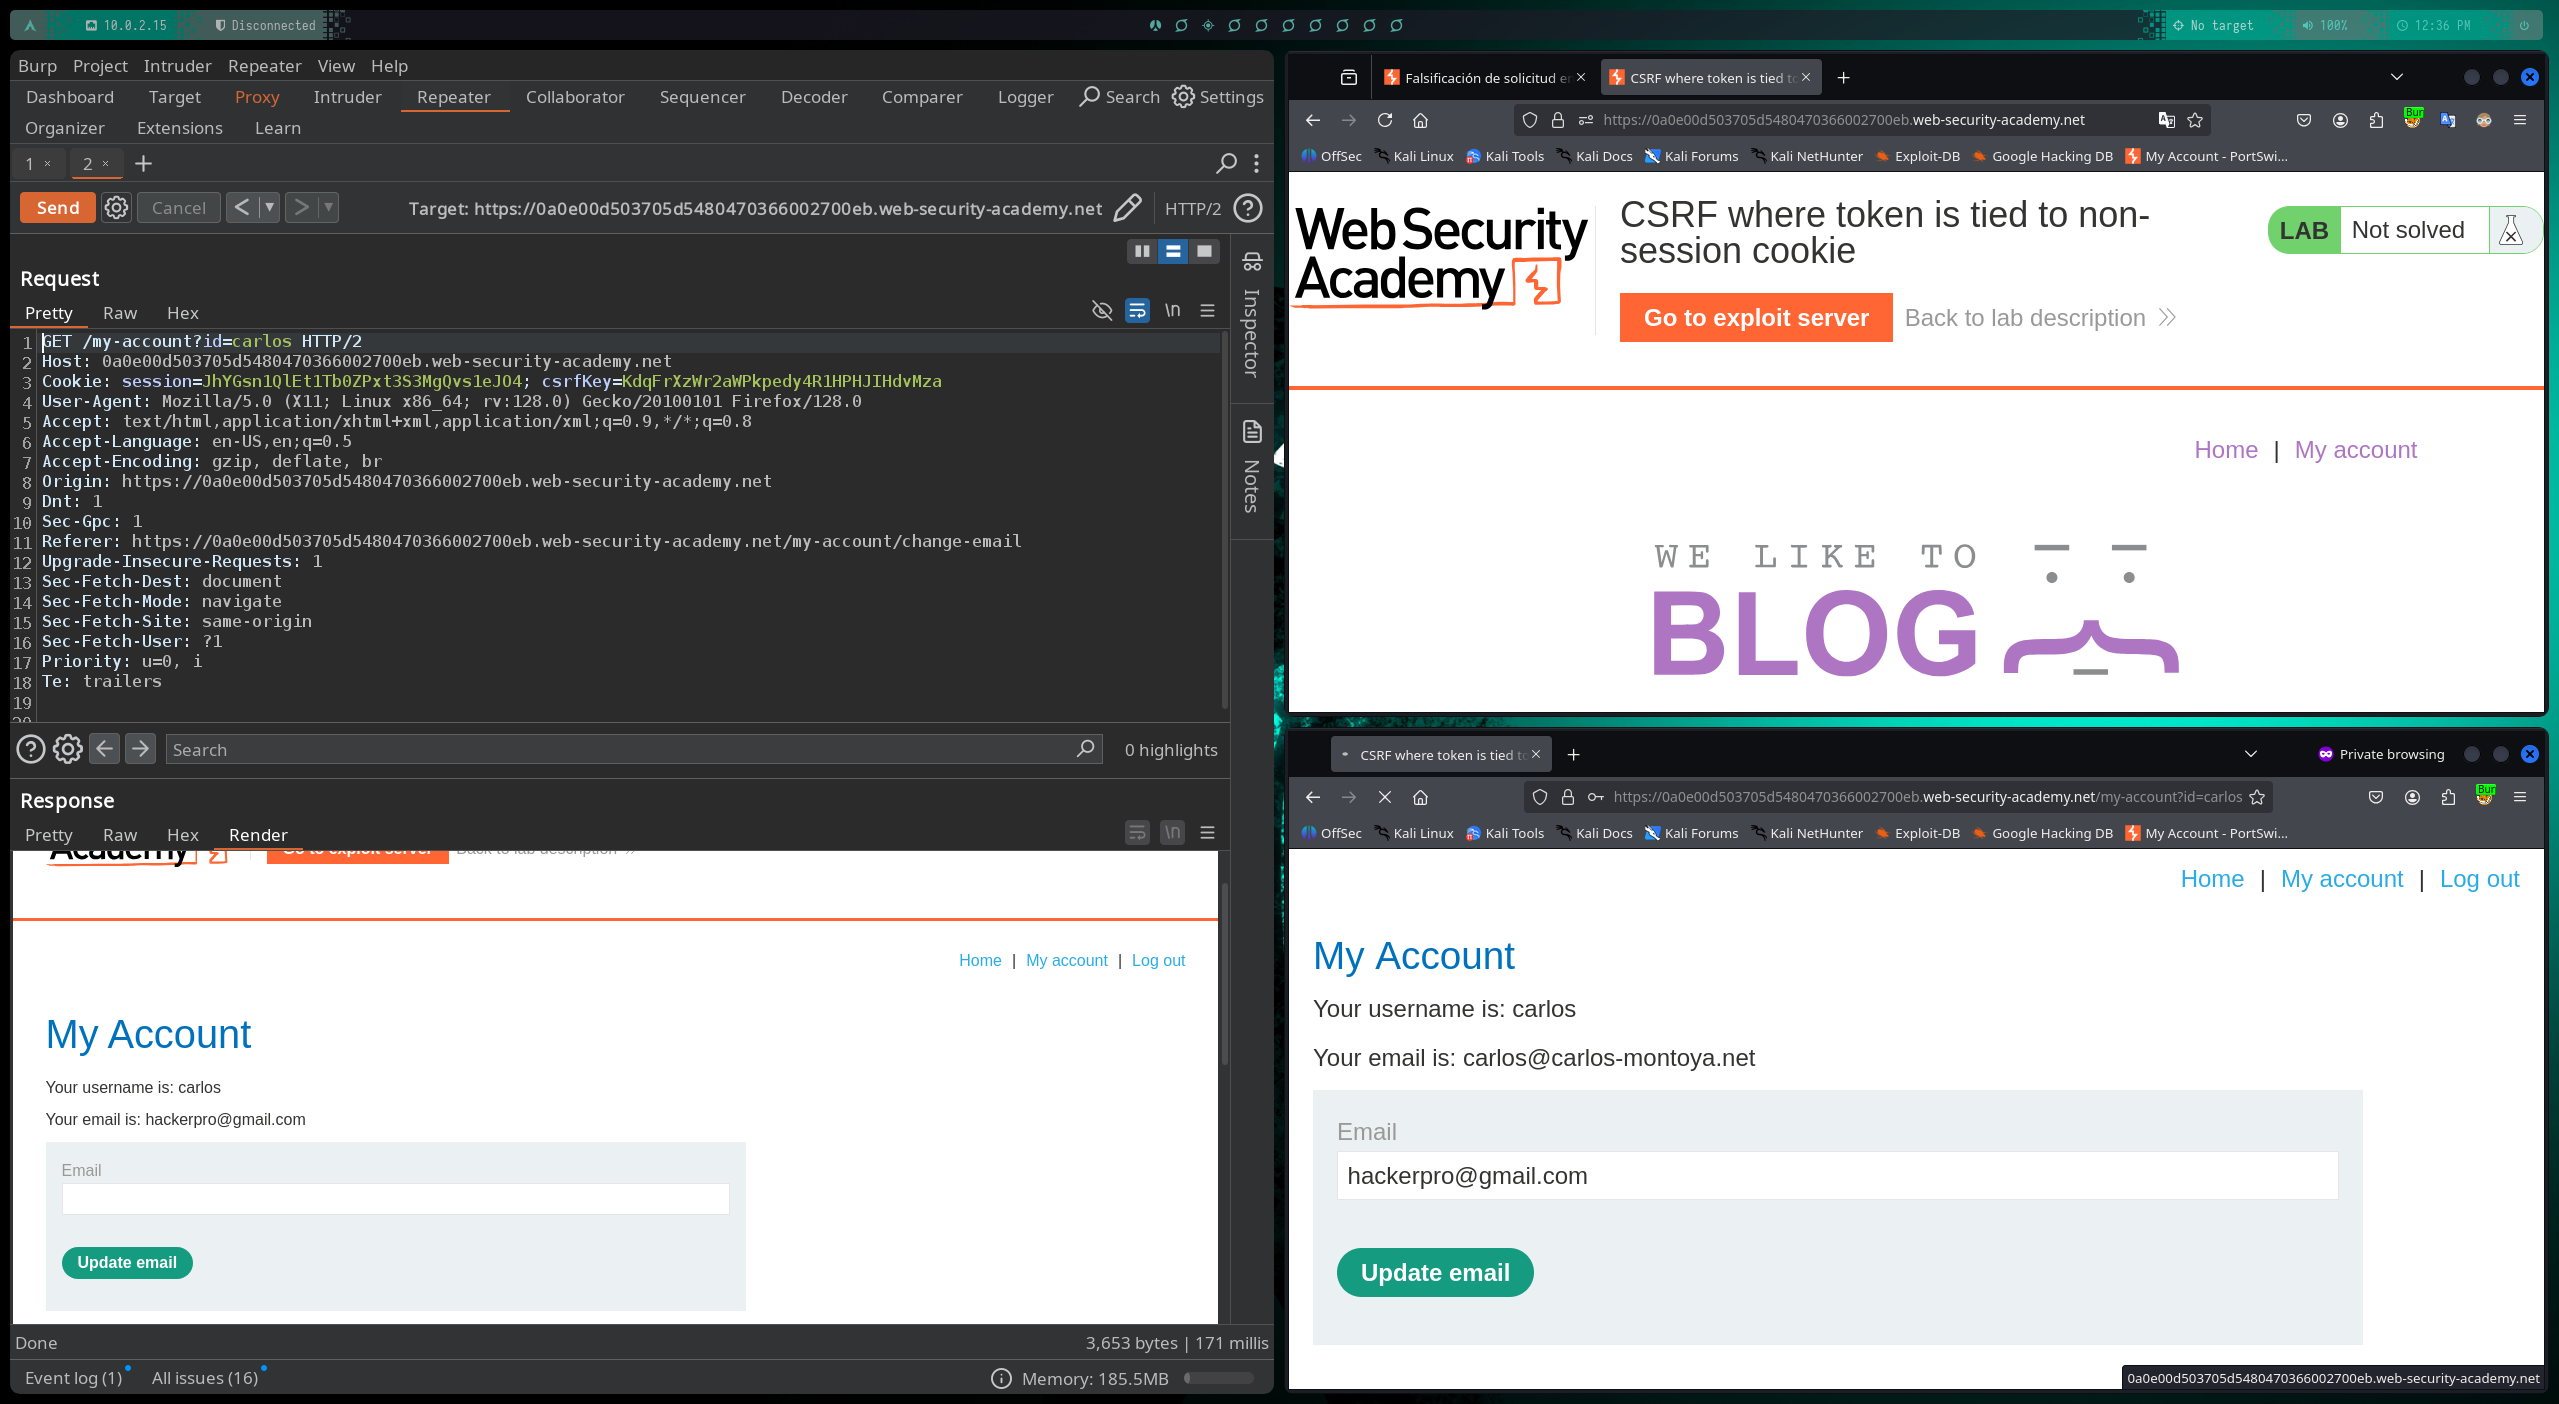 10.0.2.15 Disconnected No target 100% 12:36 PM
Burp Project Intruder Repeater View Help
Dashboard Target Proxy Intruder Repeater Collaborator Sequencer Decoder Comparer Logger Search Settings
Organizer Extensions Learn
1 × 2 × +
Send Cancel < > Target: https://0a0e00d503705d5480470366002700eb.web-security-academy.net HTTP/2
Request
Pretty Raw Hex \n
1 GET /my-account?id=carlos HTTP/2
2 Host: 0a0e00d503705d5480470366002700eb.web-security-academy.net
3 Cookie: session=JhYGsn1QlEt1Tb0ZPxt3S3MgQvs1eJO4; csrfKey=KdqFrXzWr2aWPkpedy4R1HPHJIHdvMza
4 User-Agent: Mozilla/5.0 (X11; Linux x86_64; rv:128.0) Gecko/20100101 Firefox/128.0
5 Accept: text/html,application/xhtml+xml,application/xml;q=0.9,*/*;q=0.8
6 Accept-Language: en-US,en;q=0.5
7 Accept-Encoding: gzip, deflate, br
8 Origin: https://0a0e00d503705d5480470366002700eb.web-security-academy.net
9 Dnt: 1
10 Sec-Gpc: 1
11 Referer: https://0a0e00d503705d5480470366002700eb.web-security-academy.net/my-account/change-email
12 Upgrade-Insecure-Requests: 1
13 Sec-Fetch-Dest: document
14 Sec-Fetch-Mode: navigate
15 Sec-Fetch-Site: same-origin
16 Sec-Fetch-User: ?1
17 Priority: u=0, i
18 Te: trailers
19
20
Inspector
Notes
Search 0 highlights
Response
Pretty Raw Hex Render \n
Academy Go to exploit server Back to lab description
Home | My account | Log out
My Account
Your username is: carlos
Your email is: hackerpro@gmail.com
Email
Update email
Done 3,653 bytes | 171 millis
Event log (1) All issues (16) Memory: 185.5MB
Falsificación de solicitud en × CSRF where token is tied to × +
https://0a0e00d503705d5480470366002700eb.web-security-academy.net Bur
OffSec Kali Linux Kali Tools Kali Docs Kali Forums Kali NetHunter Exploit-DB Google Hacking DB My Account - PortSwi...
Web Security Academy
CSRF where token is tied to non-
session cookie
LAB Not solved
Go to exploit server Back to lab description
Home | My account
WE LIKE TO
BLOG
CSRF where token is tied to × + Private browsing
https://0a0e00d503705d5480470366002700eb.web-security-academy.net/my-account?id=carlos Bur
OffSec Kali Linux Kali Tools Kali Docs Kali Forums Kali NetHunter Exploit-DB Google Hacking DB My Account - PortSwi...
Home | My account | Log out
My Account
Your username is: carlos
Your email is: carlos@carlos-montoya.net
Email
hackerpro@gmail.com
Update email
0a0e00d503705d5480470366002700eb.web-security-academy.net